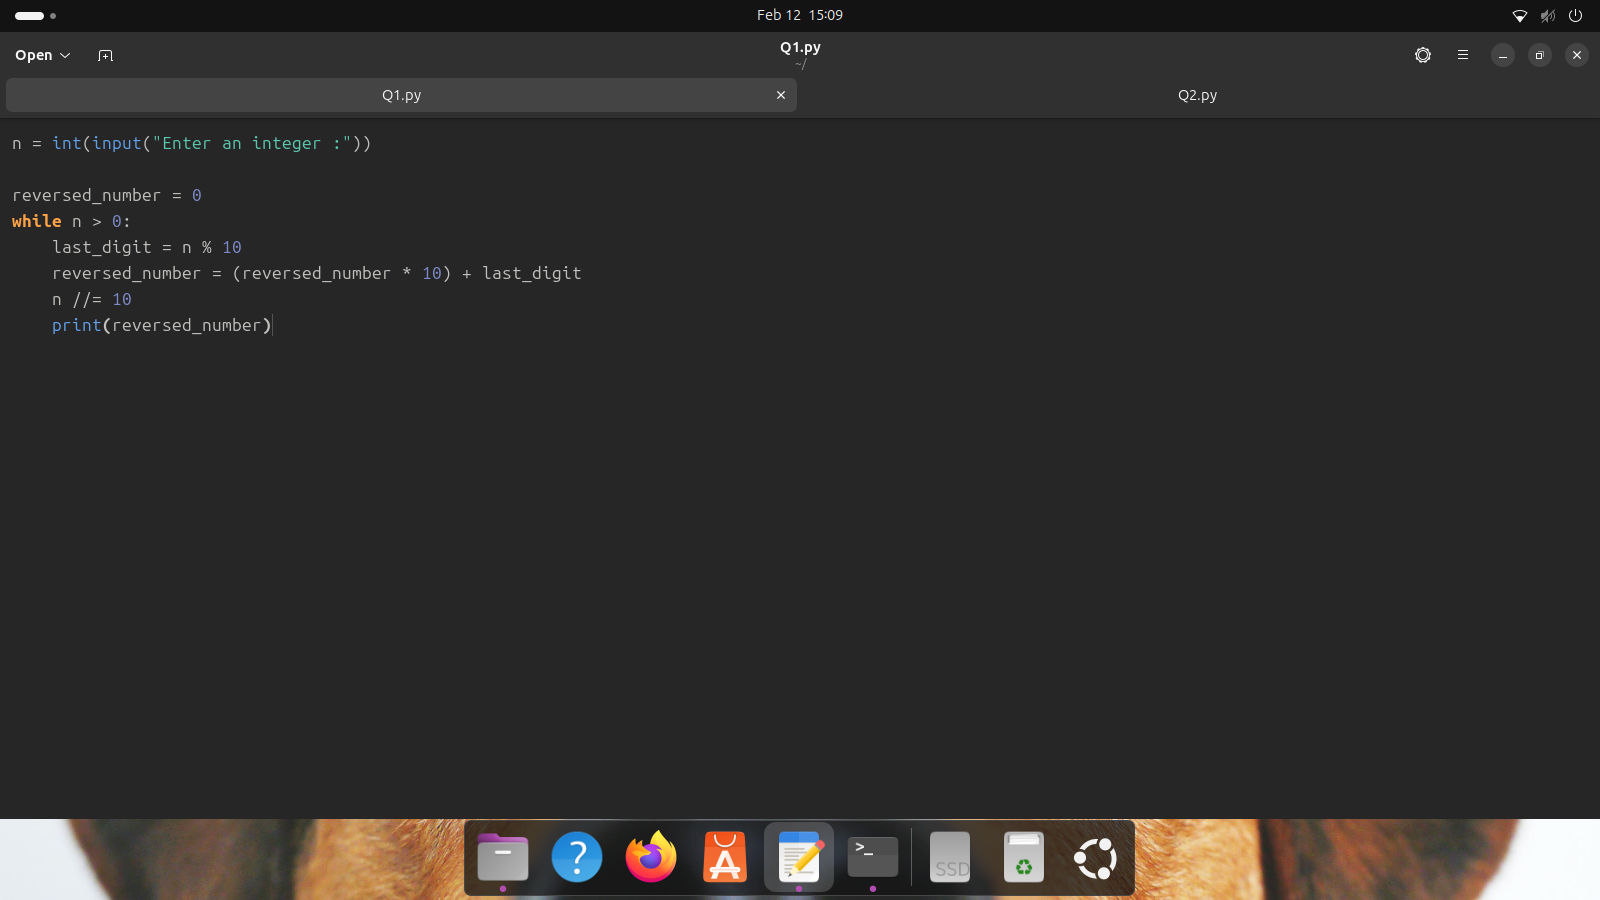 Feb 12 15:09
Open
Q1.py
~/
Q1.py
Q2.py
n = int(input("Enter an integer :"))
reversed_number = 0
while n > 0:
    last_digit = n % 10
    reversed_number = (reversed_number * 10) + last_digit
    n //= 10
    print(reversed_number)
?
>_
SSD